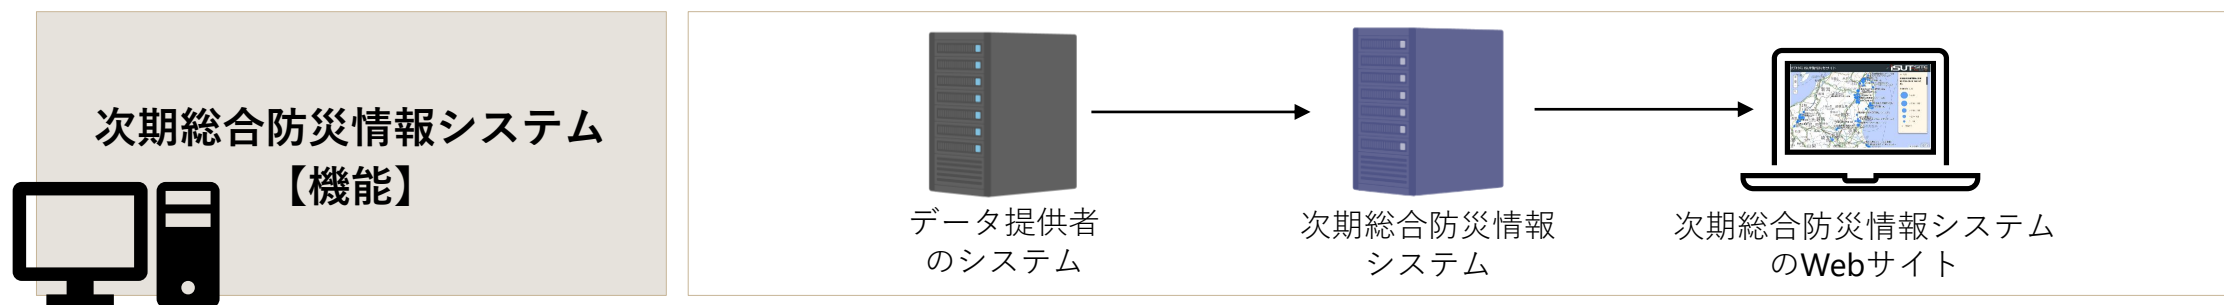 次期総合防災情報システム
【機能】
データ提供者
のシステム
次期総合防災情報
システム
次期総合防災情報システム
のWebサイト